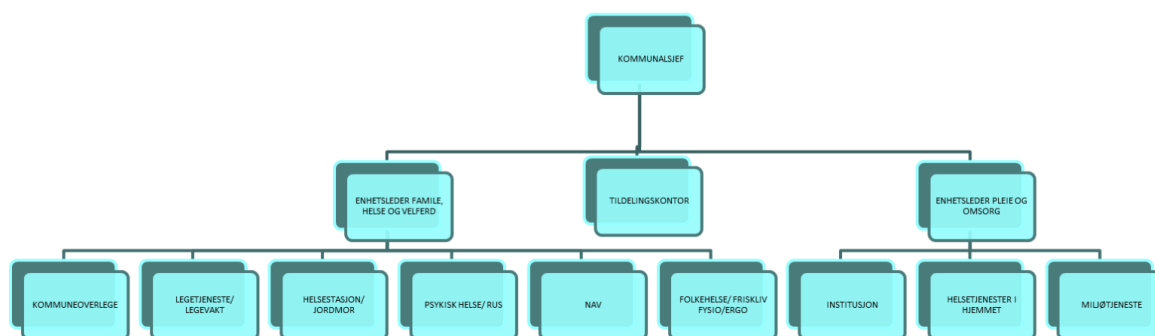 KOMMUNALSJEF
ENHETSLEDER FAMILE,
HELSE OG VELFERD
TILDELINGSKONTOR
ENHETSLEDER PLEIE OG
OMSORG
KOMMUNEOVERLEGE
LEGETJENESTE/
LEGEVAKT
HELSESTASJON/
JORDMOR
PSYKISK HELSE/ RUS
NAV
FOLKEHELSE/ FRISKLIV
FYSIO/ERGO
INSTITUSJON
HELSETJENESTER I
HJEMMET
MILJØTJENESTE